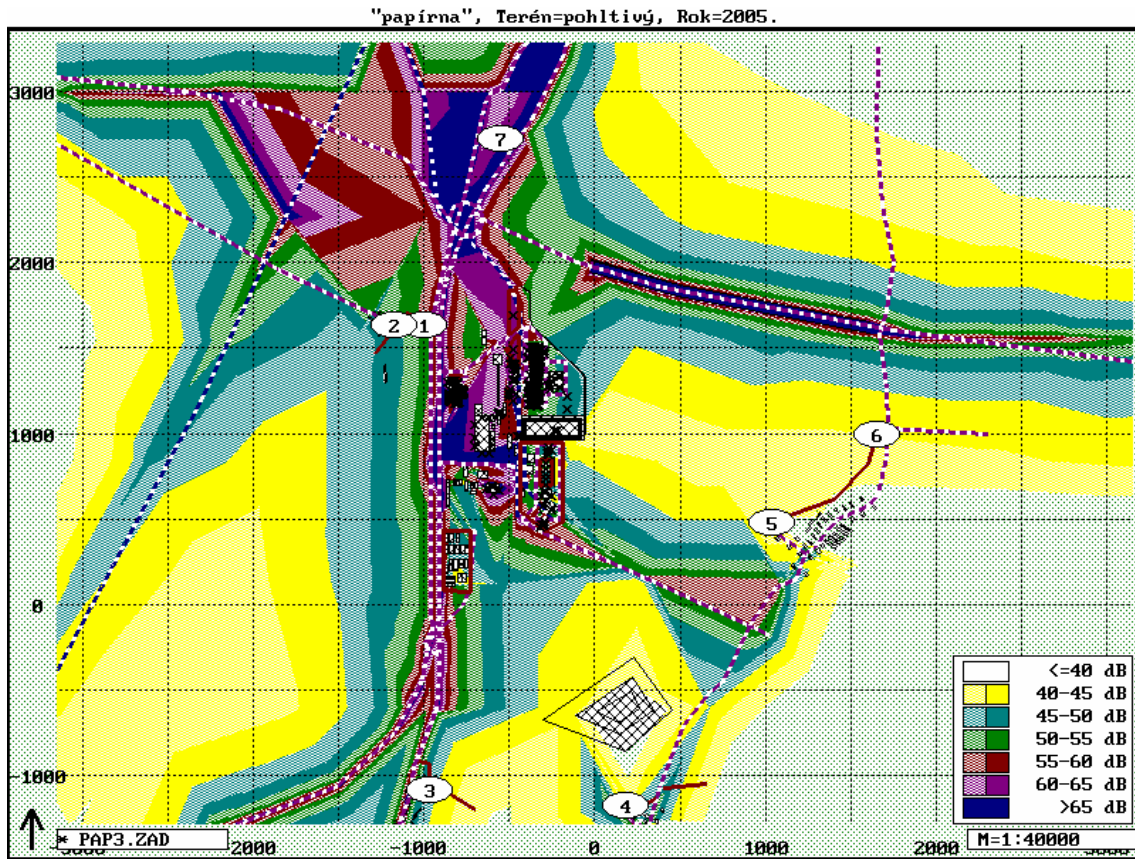 "papírna", Terén=pohltivý, Rok=2005.
3000
7
2000
2 1
1000
6
5
0
<=40 dB
40-45 dB
45-50 dB
50-55 dB
55-60 dB
60-65 dB
>65 dB
-1000
3
4
* PAP3.ZAD
M=1:40000
-3000 -2000 -1000 0 1000 2000 3000